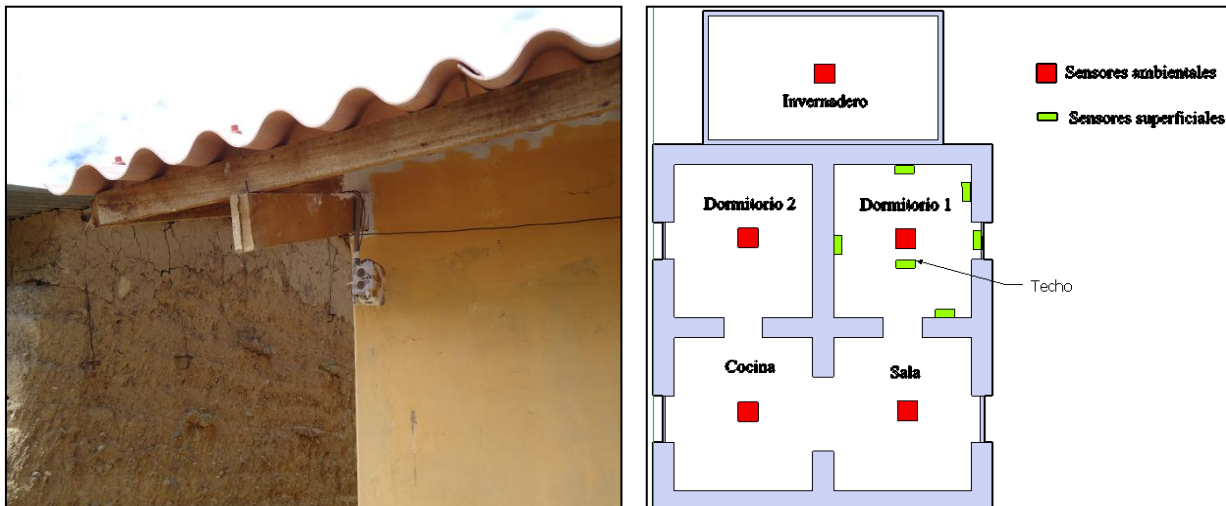 Invernadero
Sensores ambientales
Sensores superficiales
Dormitorio 2
Dormitorio 1
Techo
Cocina
Sala